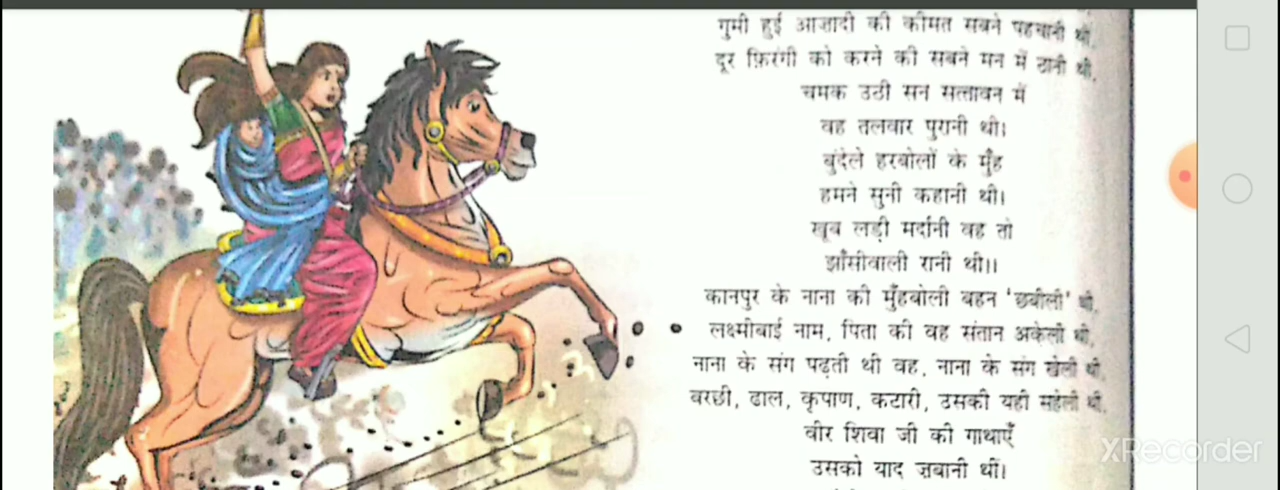 गुमी हुई आज़ादी की कीमत सबने पहचानी थी,
दूर फ़िरंगी को करने की सबने मन में ठानी थी,
चमक उठी सन सत्तावन में
वह तलवार पुरानी थी।
बुंदेले हरबोलों के मुँह
हमने सुनी कहानी थी।
खूब लड़ी मर्दानी वह तो
झाँसीवाली रानी थी।।
कानपुर के नाना की मुँहबोली बहन 'छबीली' थी,
लक्ष्मीबाई नाम, पिता की वह संतान अकेली थी,
नाना के संग पढ़ती थी वह, नाना के संग खेली थी,
बरछी, ढाल, कृपाण, कटारी, उसकी यही सहेली थी,
वीर शिवा जी की गाथाएँ
उसको याद ज़बानी थीं।
XRecorder